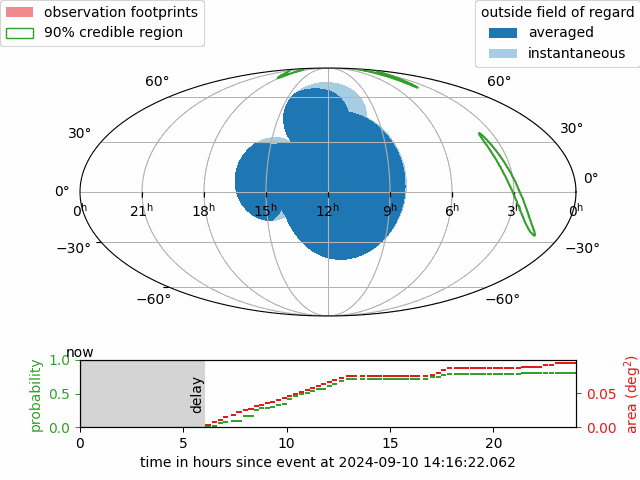 observation footprints
90% credible region
outside field of regard
averaged
instantaneous
60° 60°
30° 30°
0° 0°
0h 21h 18h 15h 12h 9h 6h 3h 0h
−30° −30°
−60° −60°
now
delay
probability
1.0
0.5
0.0
area (deg²)
0.05
0.00
0 5 10 15 20
time in hours since event at 2024-09-10 14:16:22.062